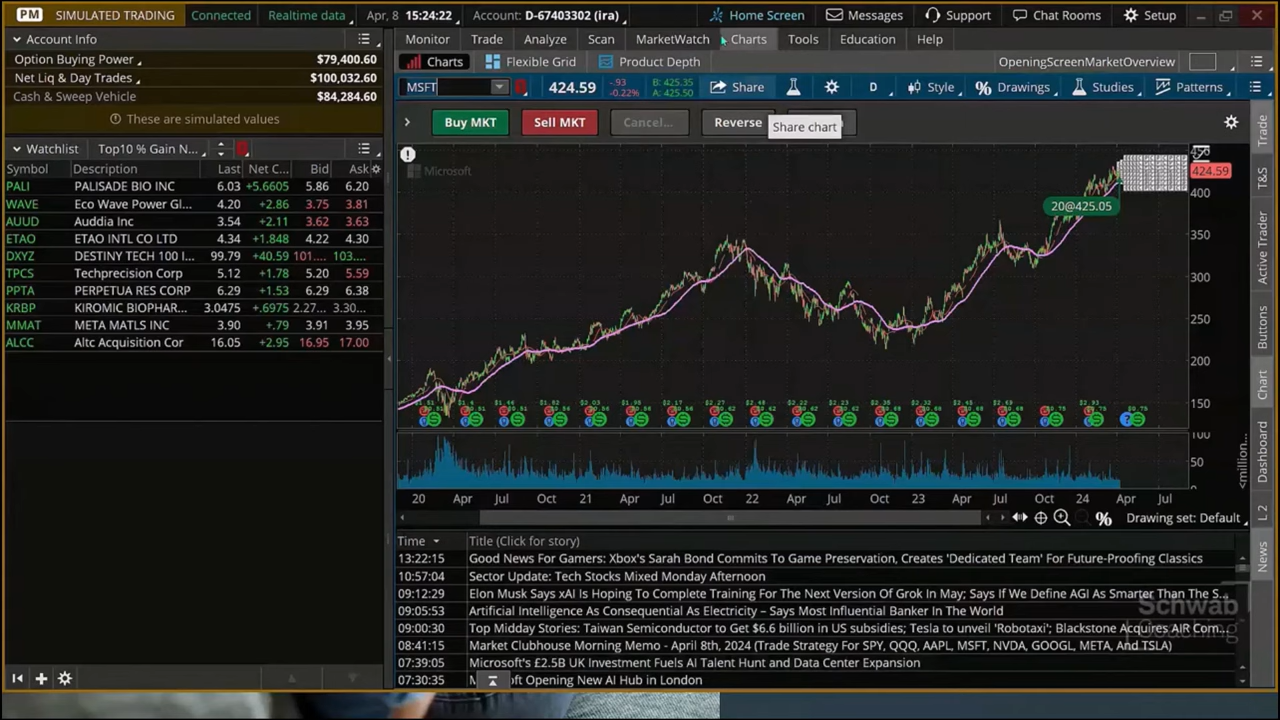 PM SIMULATED TRADING Connected Realtime data Apr, 8 15:24:22 Account: D-67403302 (ira) Home Screen Messages Support Chat Rooms Setup
Account Info
Option Buying Power $79,400.60
Net Liq & Day Trades $100,032.60
Cash & Sweep Vehicle $84,284.60
These are simulated values
Watchlist Top10 % Gain N...
Symbol Description Last Net C... Bid Ask
PALI PALISADE BIO INC 6.03 +5.6605 5.86 6.20
WAVE Eco Wave Power Gl... 4.20 +2.86 3.75 3.81
AUUD Auddia Inc 3.54 +2.11 3.62 3.63
ETAO ETAO INTL CO LTD 4.34 +1.848 4.22 4.30
DXYZ DESTINY TECH 100 I... 99.79 +40.59 101.... 103....
TPCS Techprecision Corp 5.12 +1.78 5.20 5.59
PPTA PERPETUA RES CORP 6.29 +1.53 6.29 6.38
KRBP KIROMIC BIOPHAR... 3.0475 +.6975 2.27... 3.30...
MMAT META MATLS INC 3.90 +.79 3.91 3.95
ALCC Altc Acquisition Cor 16.05 +2.95 16.95 17.00
Monitor Trade Analyze Scan MarketWatch Charts Tools Education Help
Charts Flexible Grid Product Depth OpeningScreenMarketOverview
MSFT 424.59 -.93 -0.22% B: 425.35 A: 425.50 Share D Style Drawings Studies Patterns
Buy MKT Sell MKT Cancel... Reverse
Share chart
Microsoft
20@425.05
450
424.59
400
350
300
250
200
150
100
50
0
<millions...
20 Apr Jul Oct 21 Apr Jul Oct 22 Apr Jul Oct 23 Apr Jul Oct 24 Apr Jul
Drawing set: Default
Time Title (Click for story)
13:22:15 Good News For Gamers: Xbox's Sarah Bond Commits To Game Preservation, Creates 'Dedicated Team' For Future-Proofing Classics
10:57:04 Sector Update: Tech Stocks Mixed Monday Afternoon
09:12:29 Elon Musk Says xAI Is Hoping To Complete Training For The Next Version Of Grok In May; Says If We Define AGI As Smarter Than The S...
09:05:53 Artificial Intelligence As Consequential As Electricity – Says Most Influential Banker In The World
09:00:30 Top Midday Stories: Taiwan Semiconductor to Get $6.6 billion in US subsidies; Tesla to unveil 'Robotaxi'; Blackstone Acquires AIR Com...
08:41:15 Market Clubhouse Morning Memo - April 8th, 2024 (Trade Strategy For SPY, QQQ, AAPL, MSFT, NVDA, GOOGL, META, And TSLA)
07:39:05 Microsoft's £2.5B UK Investment Fuels AI Talent Hunt and Data Center Expansion
07:30:35 Opening New AI Hub in London
Schwab
Coaching
Trade
T&S
Active Trader
Buttons
Chart
Dashboard
L 2
News